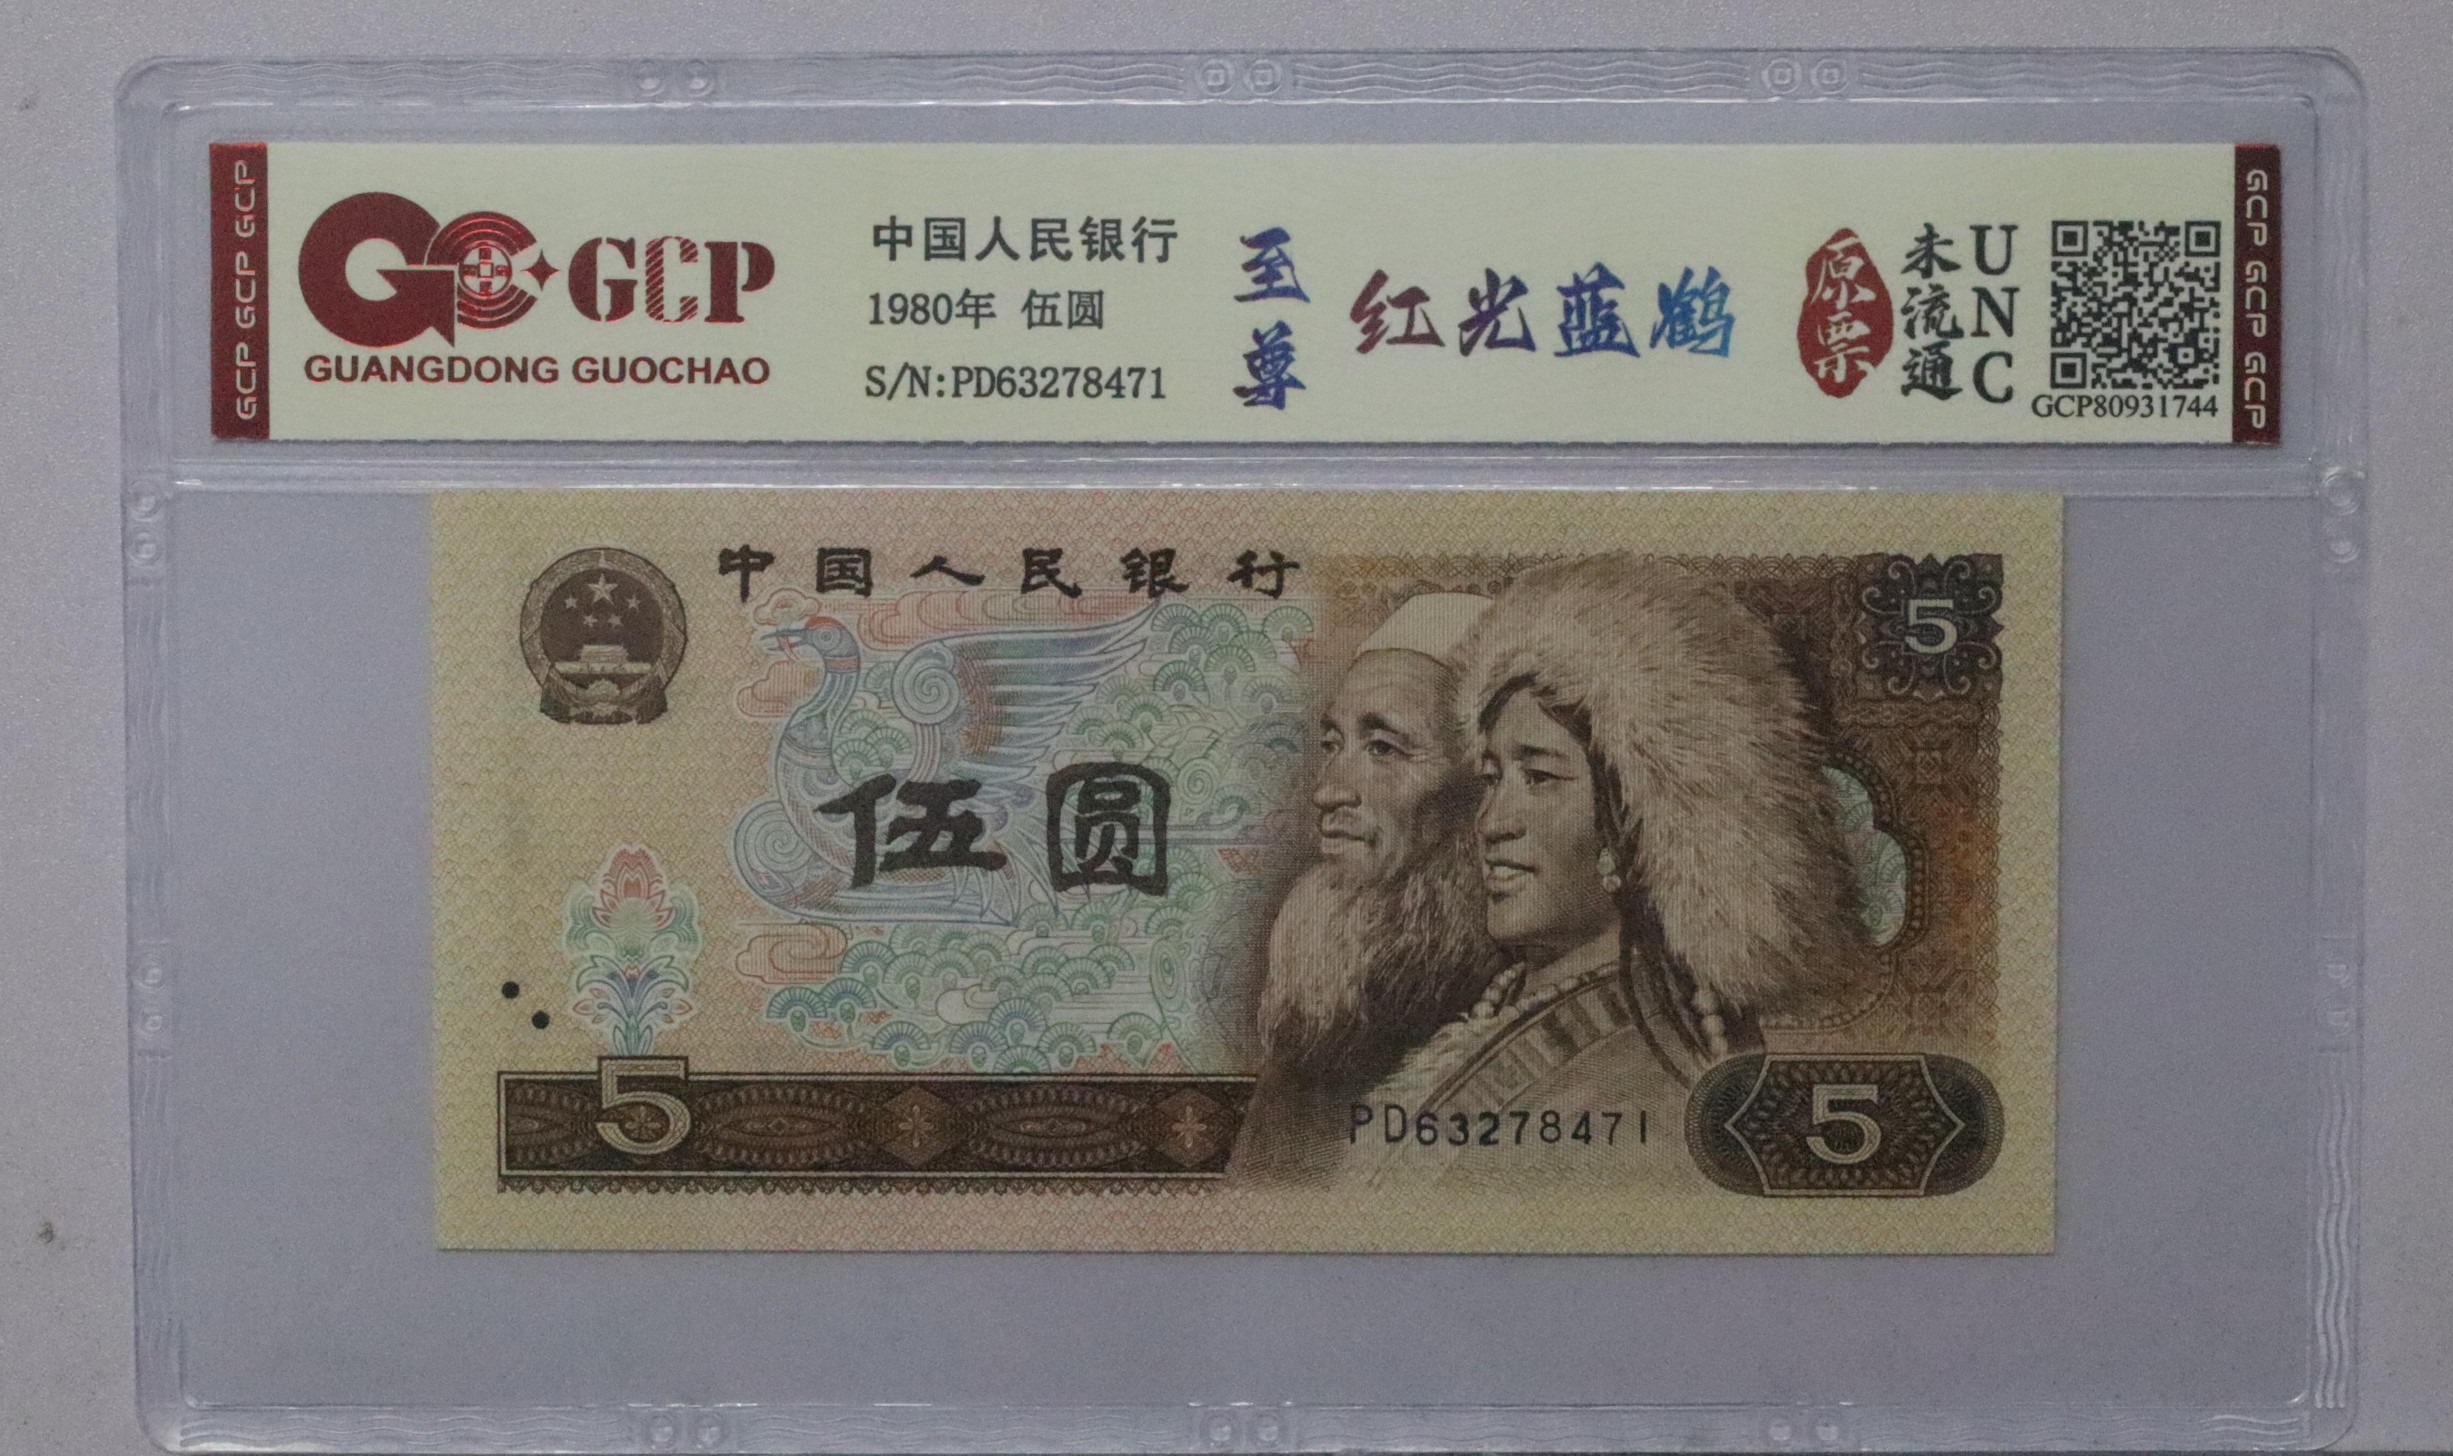 GCP GCP GCP
GCP
GUANGDONG GUOCHAO
中国人民银行
1980年 伍圆
S/N:PD63278471
至尊
红光蓝鹤
原票
未流通
UNC
GCP80931744
GCP GCP GCP
中国人民银行
5
伍圆
5
PD63278471
5